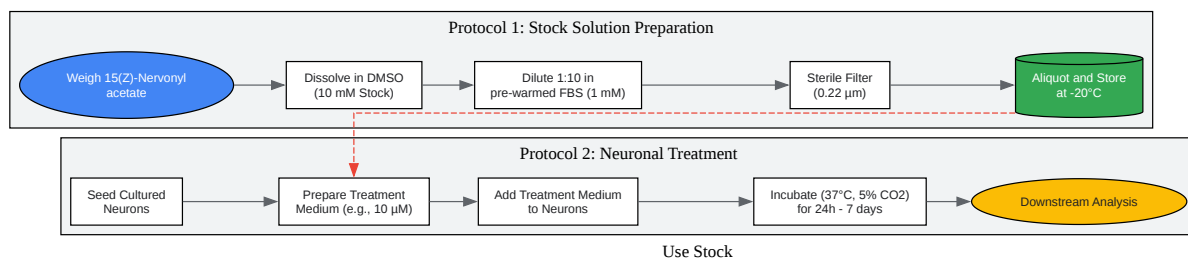 Protocol 1: Stock Solution Preparation
Weigh 15(Z)-Nervonyl
acetate
Dissolve in DMSO
(10 mM Stock)
Dilute 1:10 in
pre-warmed FBS (1 mM)
Sterile Filter
(0.22 µm)
Aliquot and Store
at -20°C
Protocol 2: Neuronal Treatment
Seed Cultured
Neurons
Prepare Treatment
Medium (e.g., 10 µM)
Add Treatment Medium
to Neurons
Incubate (37°C, 5% CO2)
for 24h - 7 days
Downstream Analysis
Use Stock